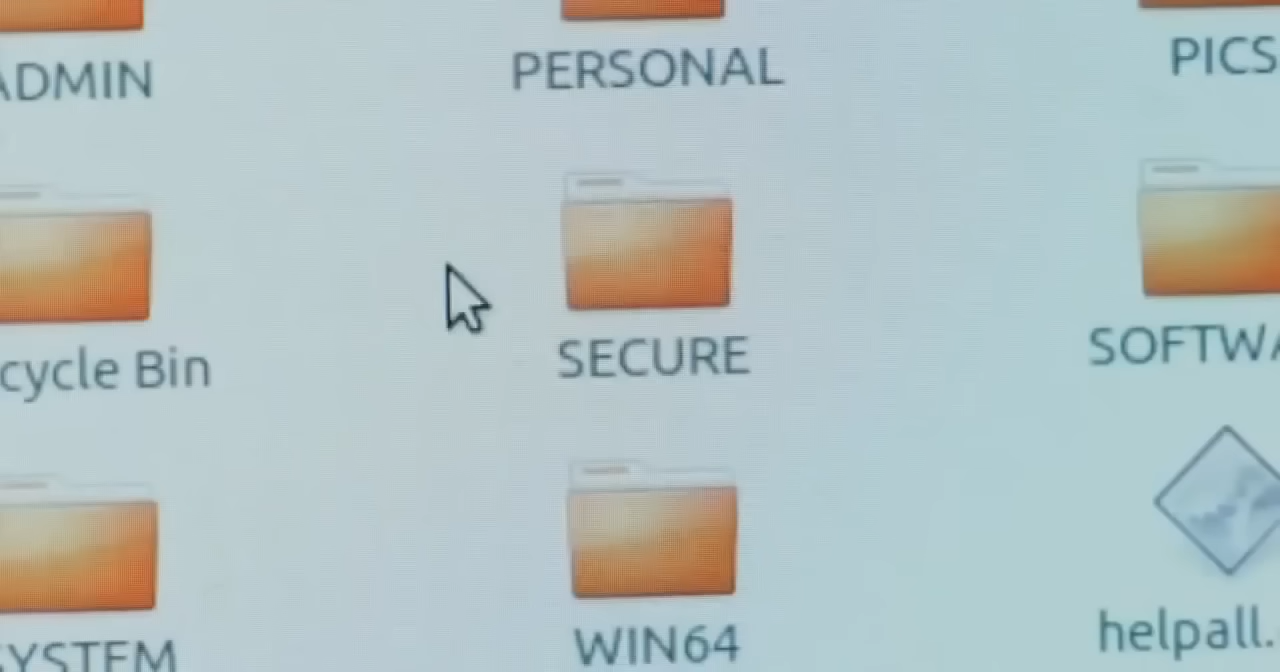 ADMIN PERSONAL PICS
cycle Bin SECURE SOFTWA
SYSTEM WIN64 helpall.